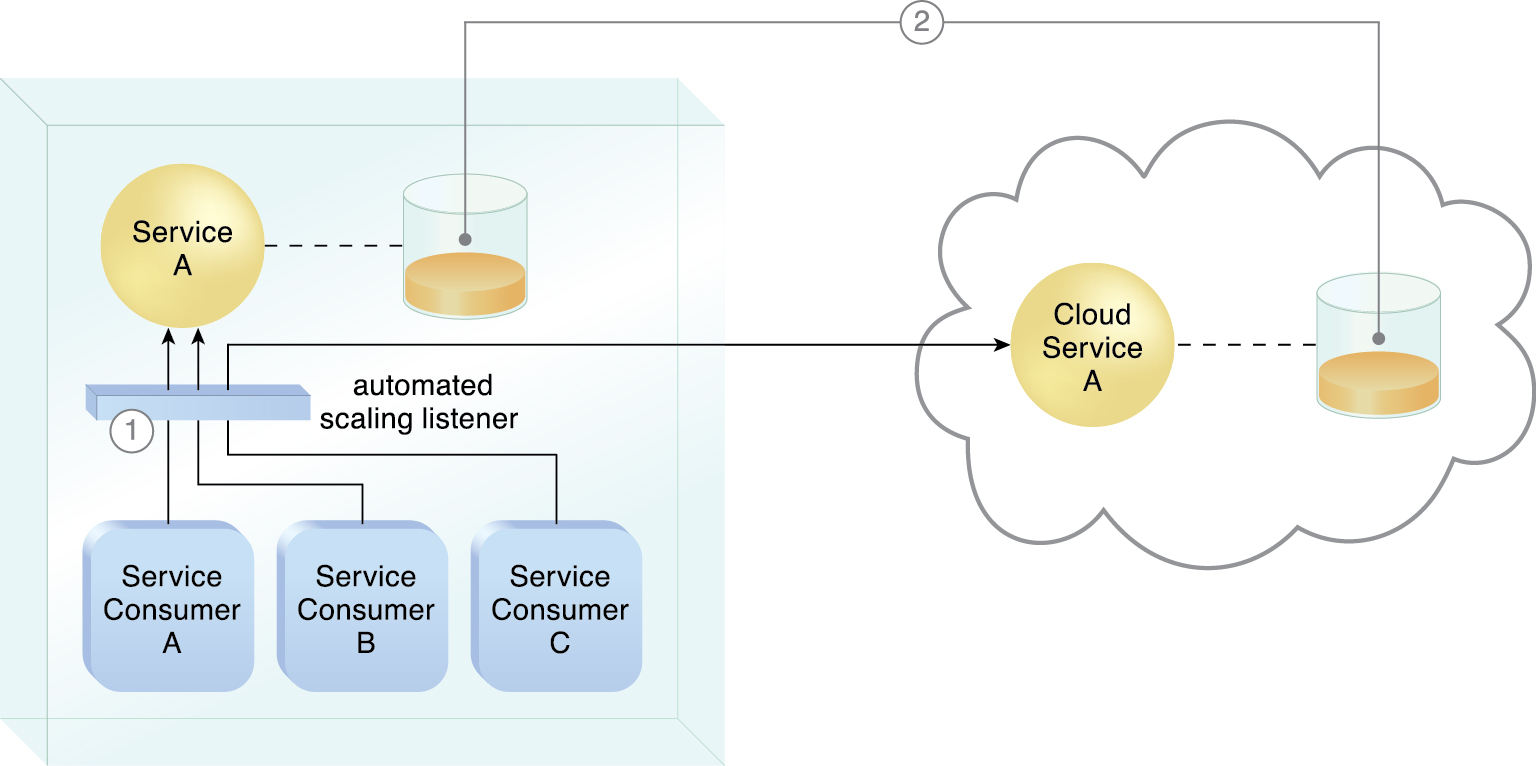 2
Service
A
Cloud
Service
A
automated
scaling listener
1
Service
Consumer
A
Service
Consumer
B
Service
Consumer
C